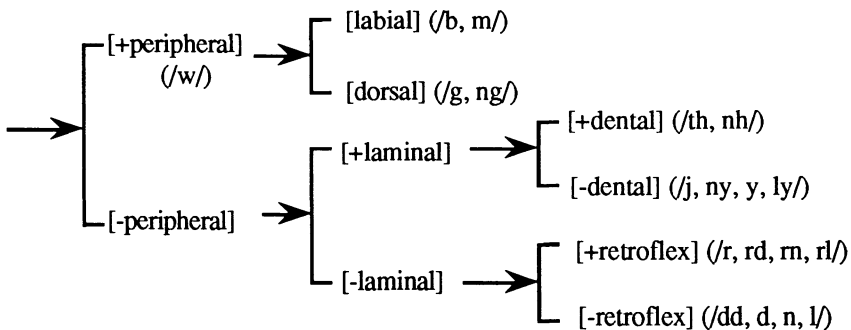 [+peripheral]
(/w/)
[labial] (/b, m/)
[dorsal] (/g, ng/)
[-peripheral]
[+laminal]
[+dental] (/th, nh/)
[-dental] (/j, ny, y, ly/)
[-laminal]
[+retroflex] (/r, rd, rn, rl/)
[-retroflex] (/dd, d, n, l/)